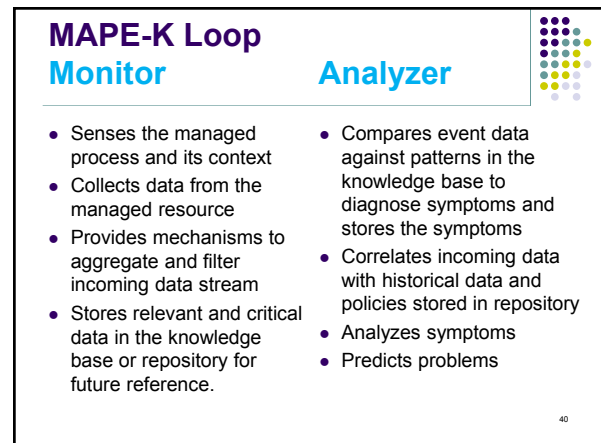 MAPE-K Loop
Monitor
Analyzer
● Senses the managed
process and its context
● Collects data from the
managed resource
● Provides mechanisms to
aggregate and filter
incoming data stream
● Stores relevant and critical
data in the knowledge
base or repository for
future reference.
● Compares event data
against patterns in the
knowledge base to
diagnose symptoms and
stores the symptoms
● Correlates incoming data
with historical data and
policies stored in repository
● Analyzes symptoms
● Predicts problems
40